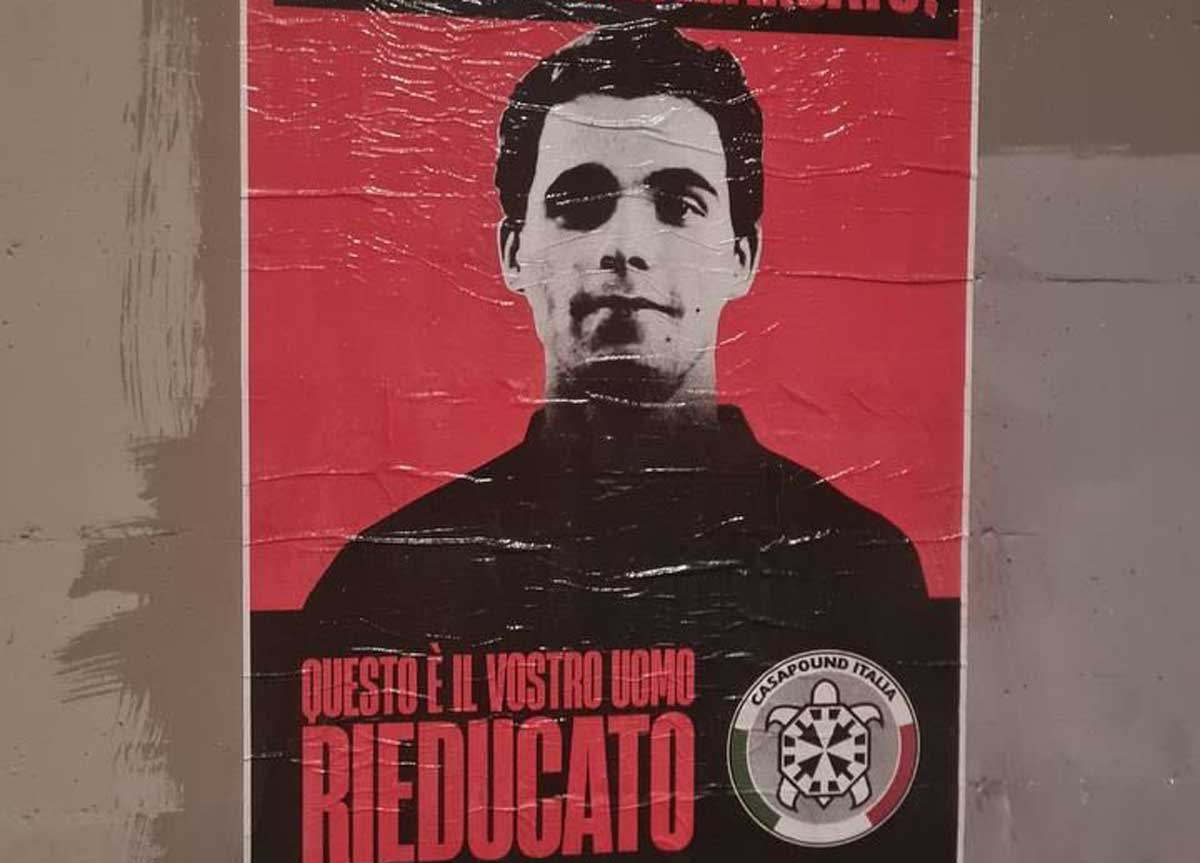 QUESTO È IL VOSTRO UOMO
RIEDUCATO
CASAPOUND ITALIA